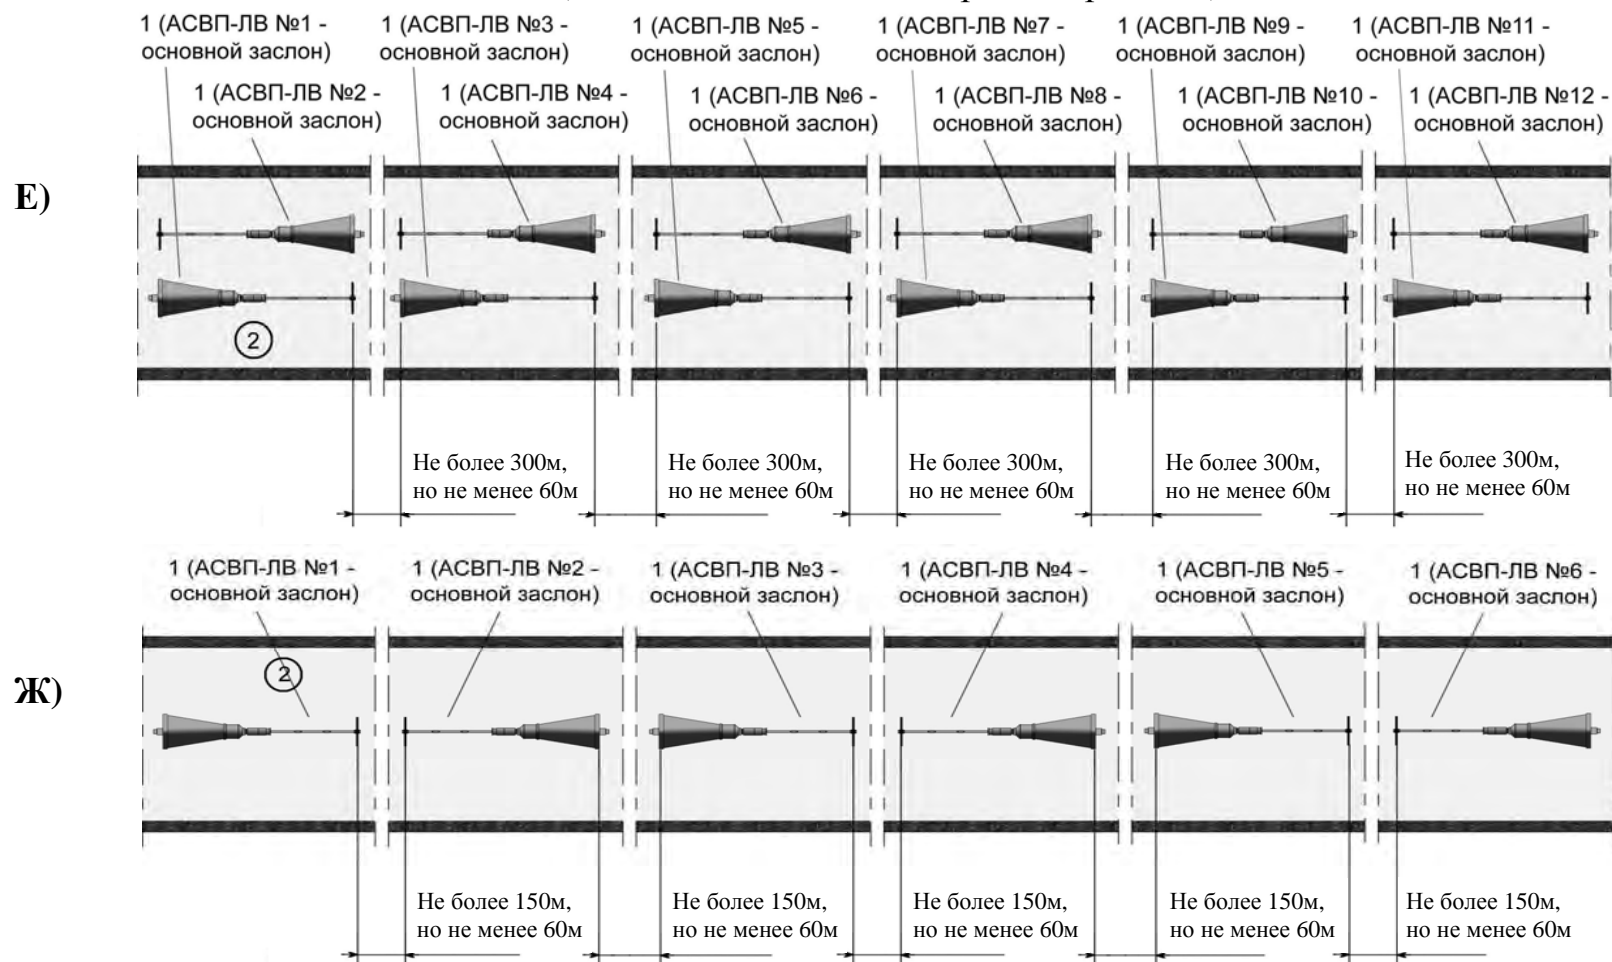 1 (АСВП-ЛВ №1 -
основной заслон)
1 (АСВП-ЛВ №3 -
основной заслон)
1 (АСВП-ЛВ №5 -
основной заслон)
1 (АСВП-ЛВ №7 -
основной заслон)
1 (АСВП-ЛВ №9 -
основной заслон)
1 (АСВП-ЛВ №11 -
основной заслон)
1 (АСВП-ЛВ №2 -
основной заслон)
1 (АСВП-ЛВ №4 -
основной заслон)
1 (АСВП-ЛВ №6 -
основной заслон)
1 (АСВП-ЛВ №8 -
основной заслон)
1 (АСВП-ЛВ №10 -
основной заслон)
1 (АСВП-ЛВ №12 -
основной заслон)
Е)
2
Не более 300м,
но не менее 60м
Не более 300м,
но не менее 60м
Не более 300м,
но не менее 60м
Не более 300м,
но не менее 60м
Не более 300м,
но не менее 60м
1 (АСВП-ЛВ №1 -
основной заслон)
1 (АСВП-ЛВ №2 -
основной заслон)
1 (АСВП-ЛВ №3 -
основной заслон)
1 (АСВП-ЛВ №4 -
основной заслон)
1 (АСВП-ЛВ №5 -
основной заслон)
1 (АСВП-ЛВ №6 -
основной заслон)
Ж)
2
Не более 150м,
но не менее 60м
Не более 150м,
но не менее 60м
Не более 150м,
но не менее 60м
Не более 150м,
но не менее 60м
Не более 150м,
но не менее 60м